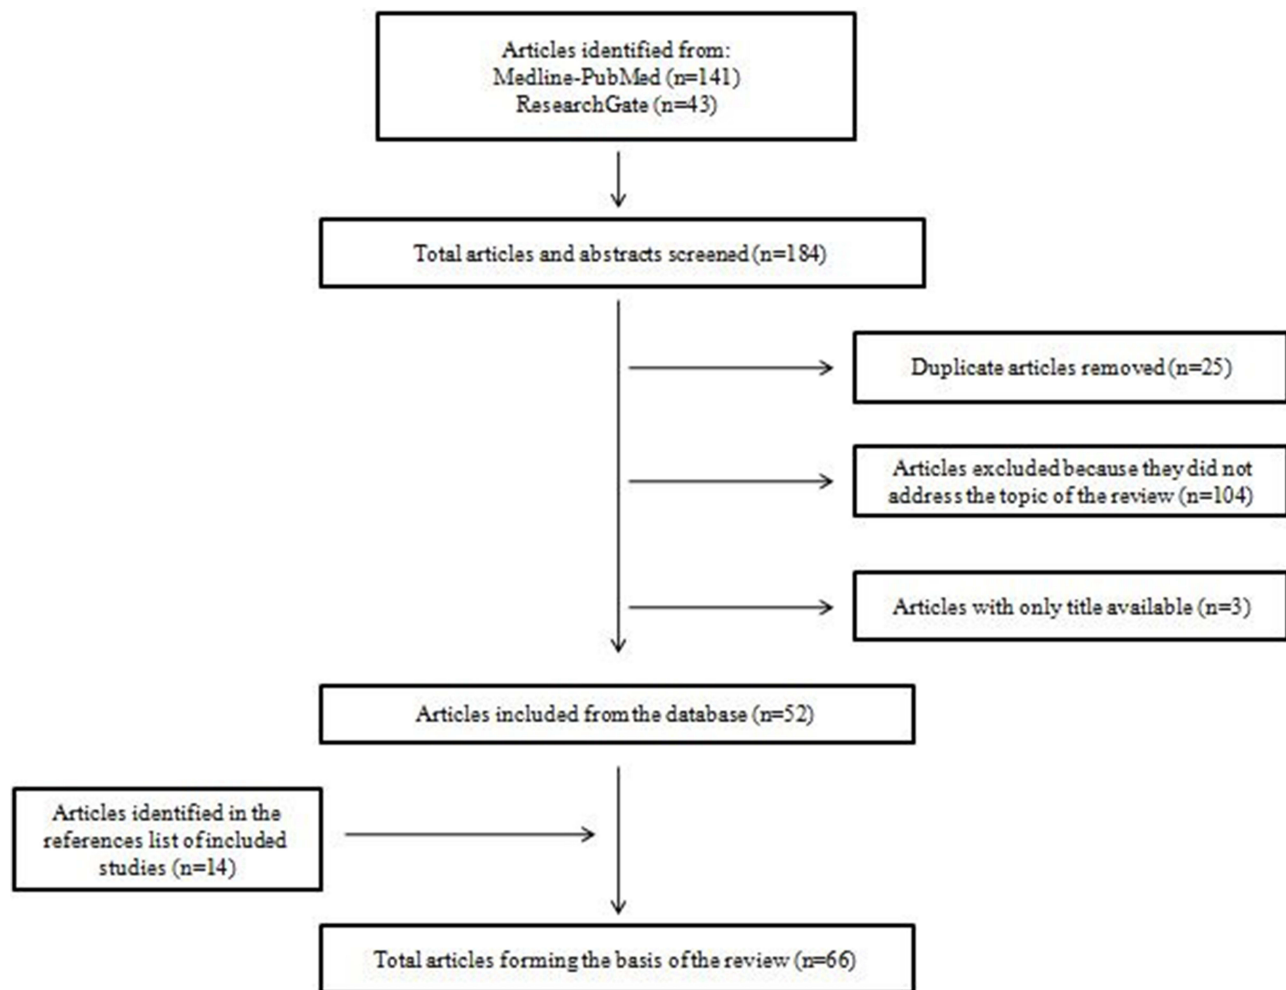 Articles identified from:
Medline-PubMed (n=141)
ResearchGate (n=43)
Total articles and abstracts screened (n=184)
Duplicate articles removed (n=25)
Articles excluded because they did not
address the topic of the review (n=104)
Articles with only title available (n=3)
Articles included from the database (n=52)
Articles identified in the
references list of included
studies (n=14)
Total articles forming the basis of the review (n=66)